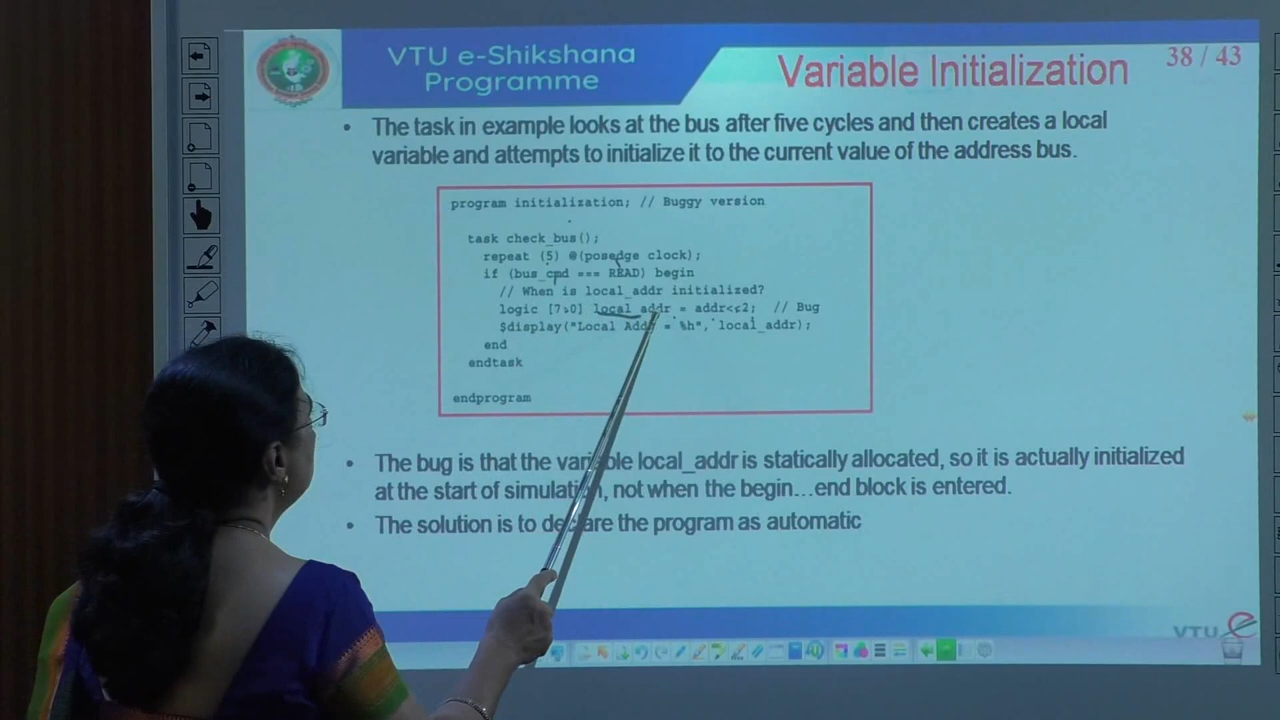 VTU e-Shikshana
Programme
Variable Initialization
38 / 43
• The task in example looks at the bus after five cycles and then creates a local
variable and attempts to initialize it to the current value of the address bus.
program initialization; // Buggy version
task check_bus();
repeat (5) @(posedge clock);
if (bus_cmd === READ) begin
// When is local_addr initialized?
logic [7:0] local_addr = addr<<2; // Bug
$display("Local Addr = %h", local_addr);
end
endtask
endprogram
• The bug is that the variable local_addr is statically allocated, so it is actually initialized
at the start of simulation, not when the begin...end block is entered.
• The solution is to declare the program as automatic
VTU e